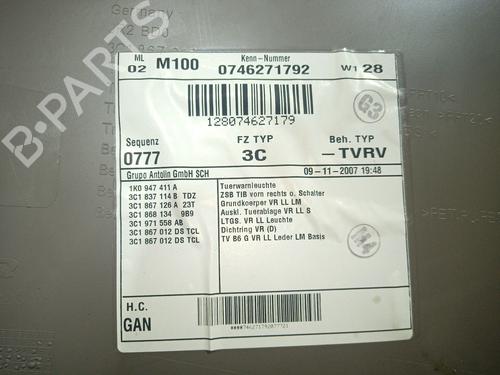 Germany
B-PARTS
ML
02 M100
Kenn-Nummer
0746271792
W1 28
128074627179
G3
Sequenz
0777
FZ TYP
3C
Beh. TYP
-TVRV
Grupo Antolin GmbH SCH
09-11-2007 19:48
1K0 947 411 A Tuerwarnleuchte
3C1 837 114 B TDZ ZSB TIB vorn rechts o. Schalter
3C1 867 126 A 23T Grundkoerper VR LL LM
3C1 868 134 9B9 Auskl. Tuerablage VR LL S
3C1 971 558 AB LTGS. VR LL Leuchte
3C1 867 012 DS TCL Dichtring VR (D)
3C1 867 012 DS TCL TV B6 G VR LL Leder LM Basis
H.C.
GAN